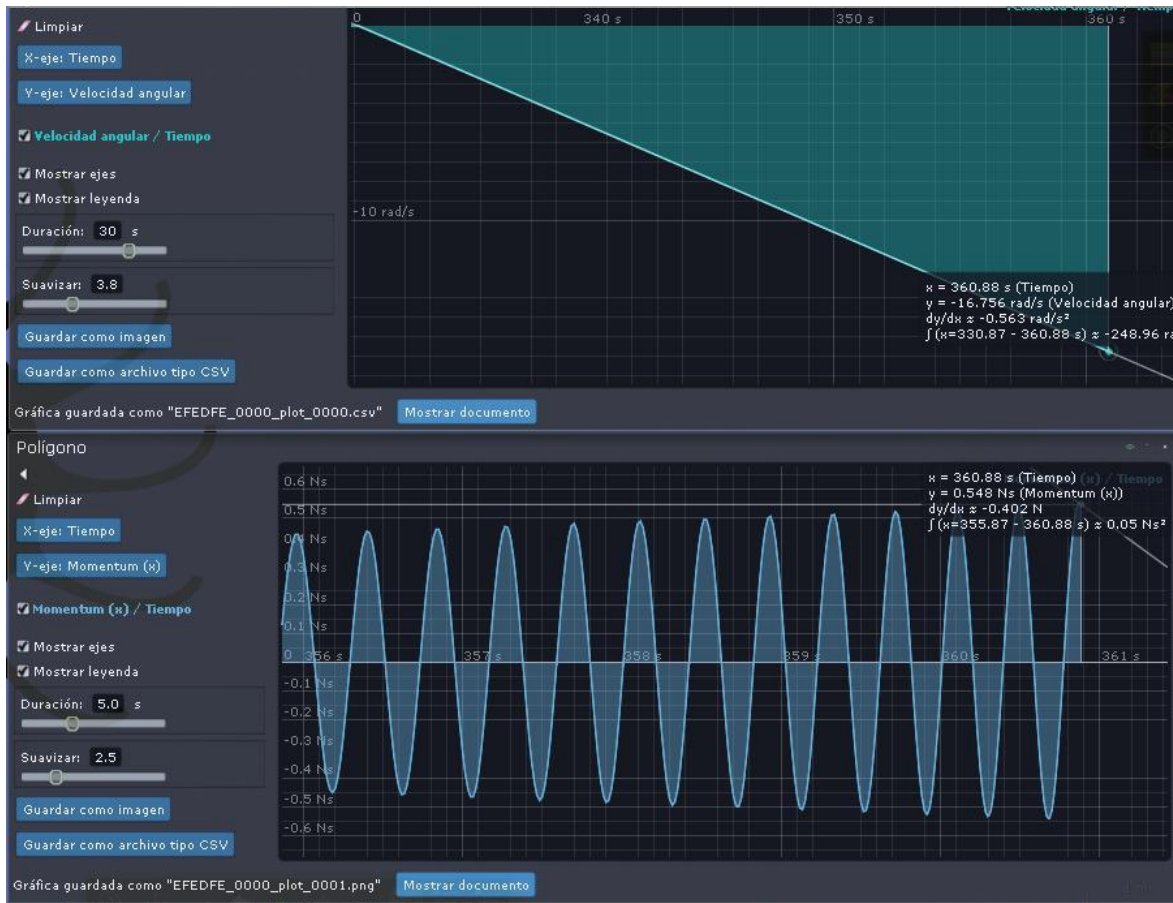 0
340 s
350 s
360 s
Limpiar
X-eje: Tiempo
Y-eje: Velocidad angular
Velocidad angular / Tiempo
Mostrar ejes
Mostrar leyenda
-10 rad/s
Duración: 30 s
Suavizar: 3.8
x = 360.88 s (Tiempo)
y = -16.756 rad/s (Velocidad angular)
dy/dx ≈ -0.563 rad/s²
∫(x=330.87 - 360.88 s) ≈ -248.96 ra
Guardar como imagen
Guardar como archivo tipo CSV
Gráfica guardada como "EFEDFE_0000_plot_0000.csv" Mostrar documento
Polígono
Limpiar
X-eje: Tiempo
Y-eje: Momentum (x)
Momentum (x) / Tiempo
Mostrar ejes
Mostrar leyenda
Duración: 5.0 s
Suavizar: 2.5
Guardar como imagen
Guardar como archivo tipo CSV
x = 360.88 s (Tiempo)
y = 0.548 Ns (Momentum (x))
dy/dx ≈ -0.402 N
∫(x=355.87 - 360.88 s) ≈ 0.05 Ns²
0.6 Ns
0.5 Ns
0.4 Ns
0.3 Ns
0.2 Ns
0.1 Ns
0 356 s 357 s 358 s 359 s 360 s 361 s
-0.1 Ns
-0.2 Ns
-0.3 Ns
-0.4 Ns
-0.5 Ns
-0.6 Ns
Gráfica guardada como "EFEDFE_0000_plot_0001.png" Mostrar documento